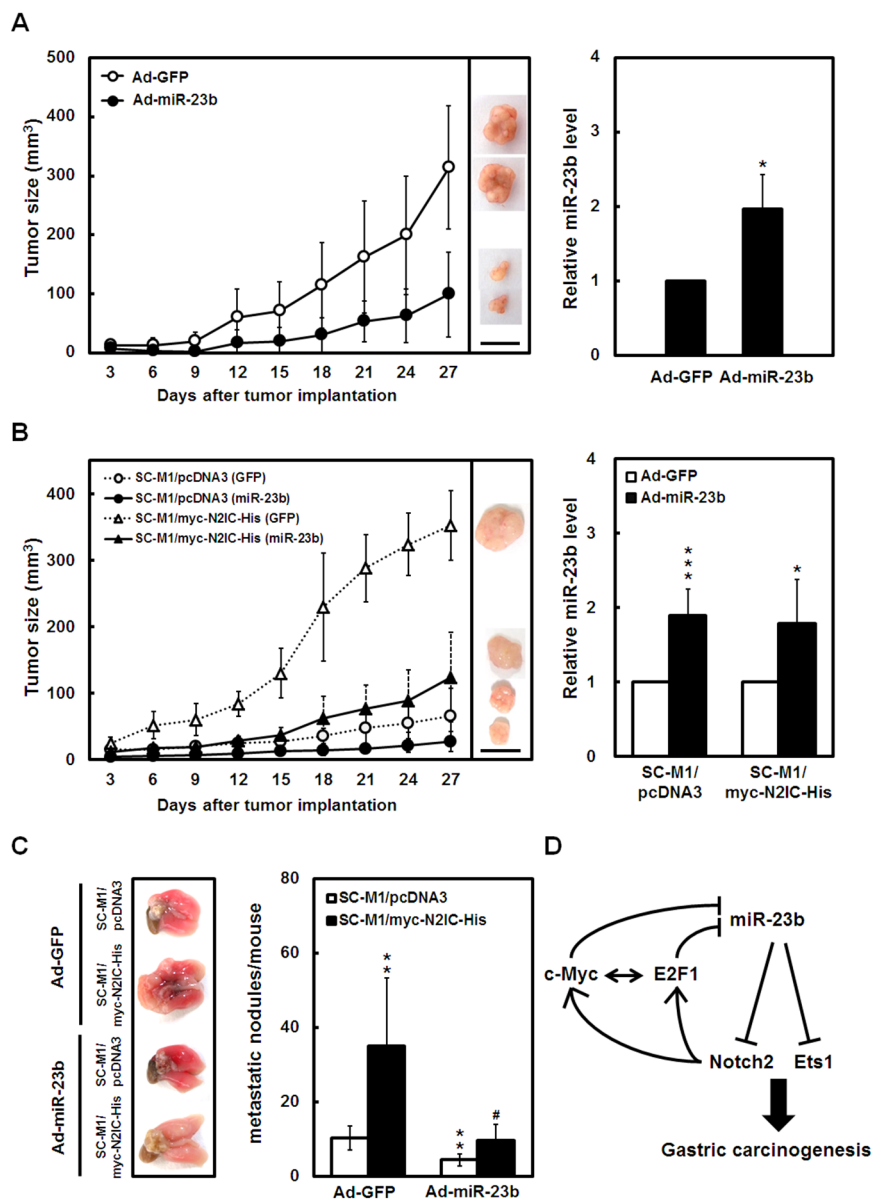 A
Tumor size (mm3)
500
400
300
200
100
0
Ad-GFP
Ad-miR-23b
3 6 9 12 15 18 21 24 27
Days after tumor implantation
Relative miR-23b level
4
3
2
1
0
*
Ad-GFP Ad-miR-23b
B
Tumor size (mm3)
400
300
200
100
0
SC-M1/pcDNA3 (GFP)
SC-M1/pcDNA3 (miR-23b)
SC-M1/myc-N2IC-His (GFP)
SC-M1/myc-N2IC-His (miR-23b)
3 6 9 12 15 18 21 24 27
Days after tumor implantation
Relative miR-23b level
4
3
2
1
0
Ad-GFP
Ad-miR-23b
***
*
SC-M1/
pcDNA3
SC-M1/
myc-N2IC-His
C
Ad-GFP
SC-M1/
pcDNA3
SC-M1/
myc-N2IC-His
Ad-miR-23b
SC-M1/
pcDNA3
SC-M1/
myc-N2IC-His
metastatic nodules/mouse
80
60
40
20
0
SC-M1/pcDNA3
SC-M1/myc-N2IC-His
**
**
#
Ad-GFP Ad-miR-23b
D
miR-23b
c-Myc E2F1
Notch2 Ets1
Gastric carcinogenesis